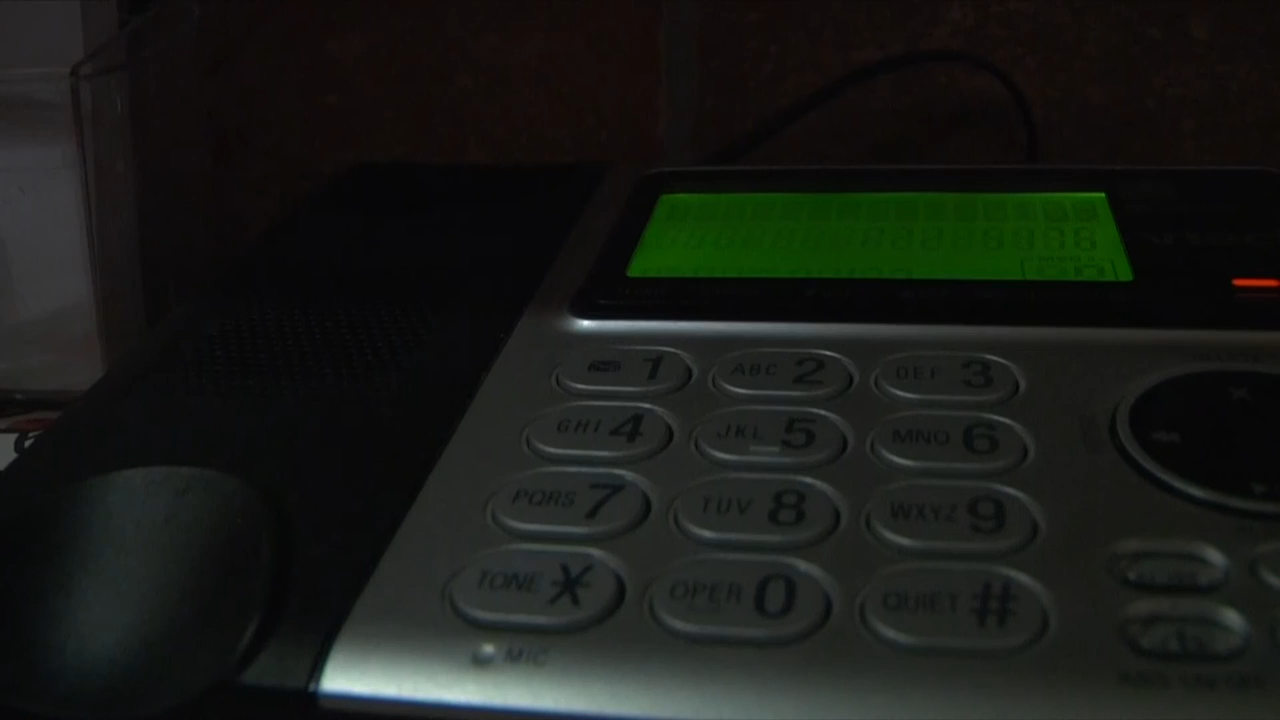 1
ABC 2
DEF 3
GHI 4
JKL 5
MNO 6
PQRS 7
TUV 8
WXYZ 9
TONE *
OPER 0
QUIET #
MIC